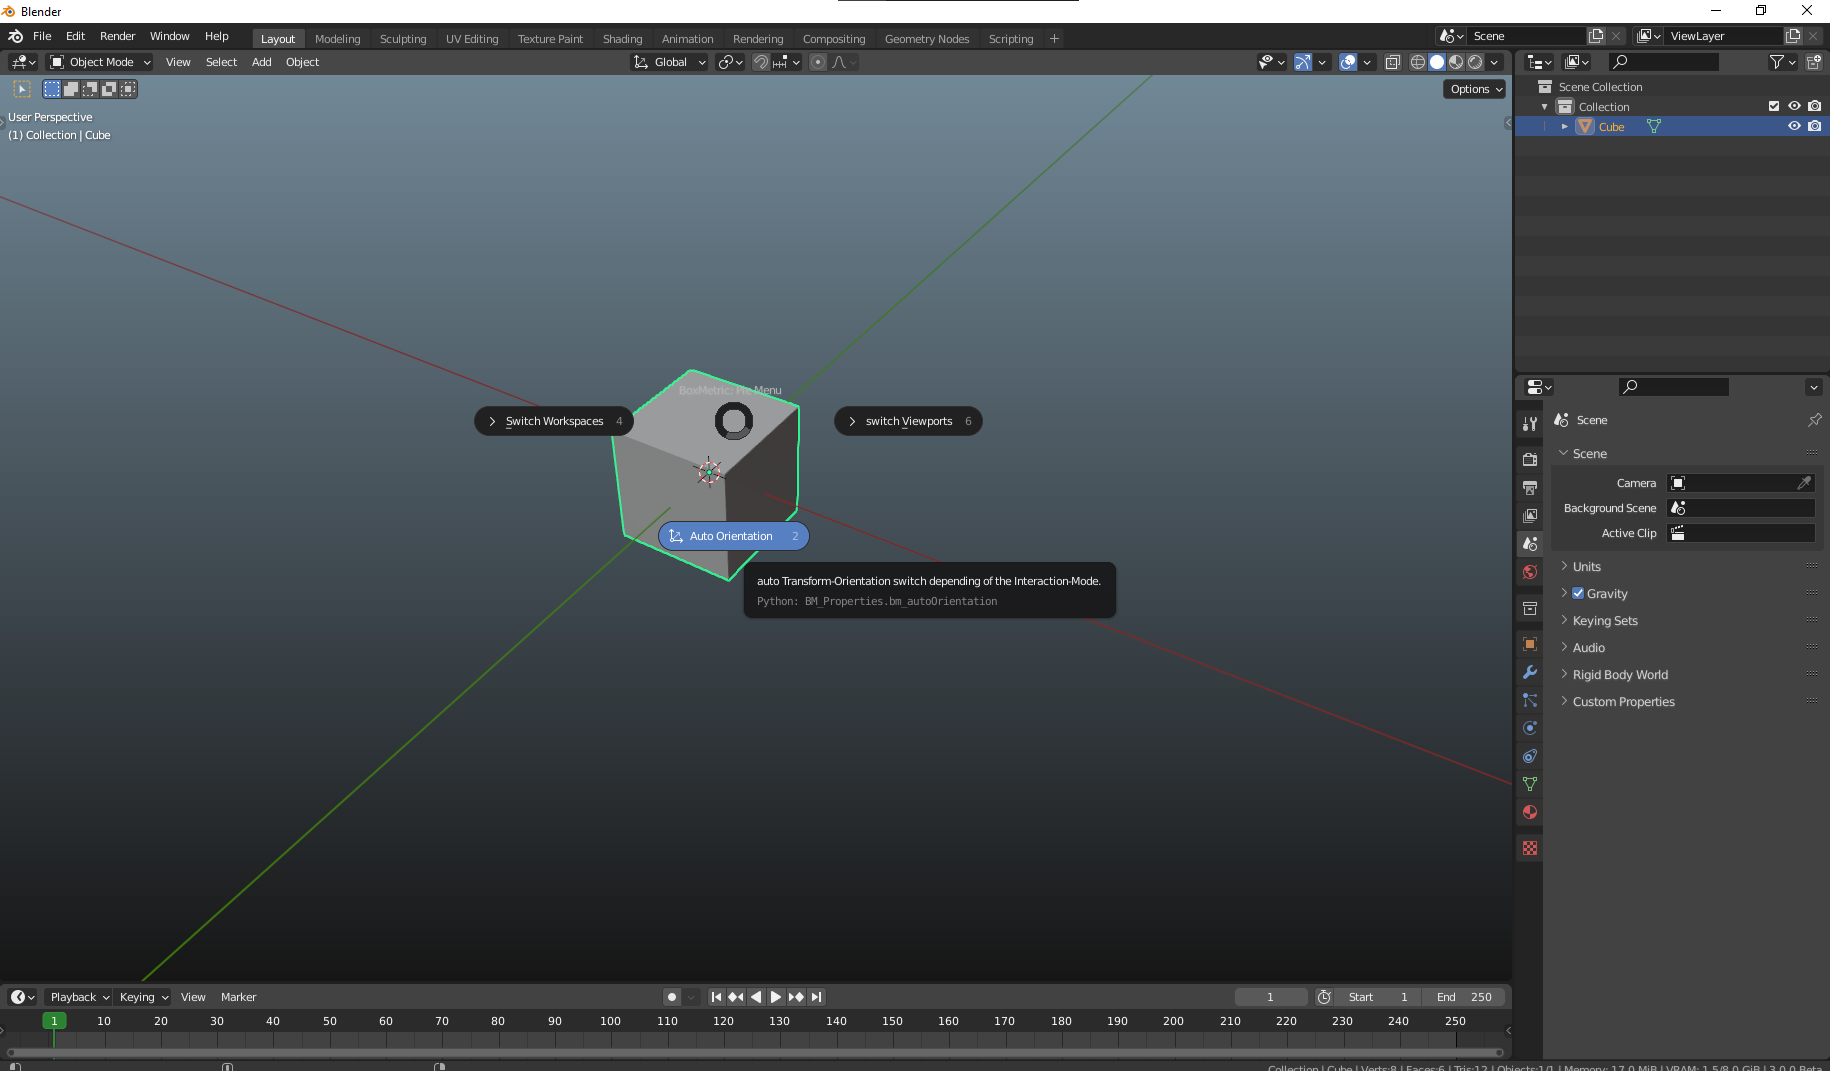 Blender
File Edit Render Window Help Layout Modeling Sculpting UV Editing Texture Paint Shading Animation Rendering Compositing Geometry Nodes Scripting + Scene ViewLayer
Object Mode View Select Add Object Global
Options
User Perspective
(1) Collection | Cube
Scene Collection
Collection
Cube
BoxMetric: Pie Menu
Switch Workspaces 4
switch Viewports 6
Auto Orientation 2
auto Transform-Orientation switch depending of the Interaction-Mode.
Python: BM_Properties.bm_autoOrientation
Scene
Scene
Camera
Background Scene
Active Clip
Units
Gravity
Keying Sets
Audio
Rigid Body World
Custom Properties
Playback Keying View Marker 1 Start 1 End 250
1 10 20 30 40 50 60 70 80 90 100 110 120 130 140 150 160 170 180 190 200 210 220 230 240 250
Collection | Cube | Verts:8 | Faces:6 | Tris:12 | Objects:1/1 | Memory: 17.0 MiB | VRAM: 1.5/8.0 GiB | 3.0.0 Beta